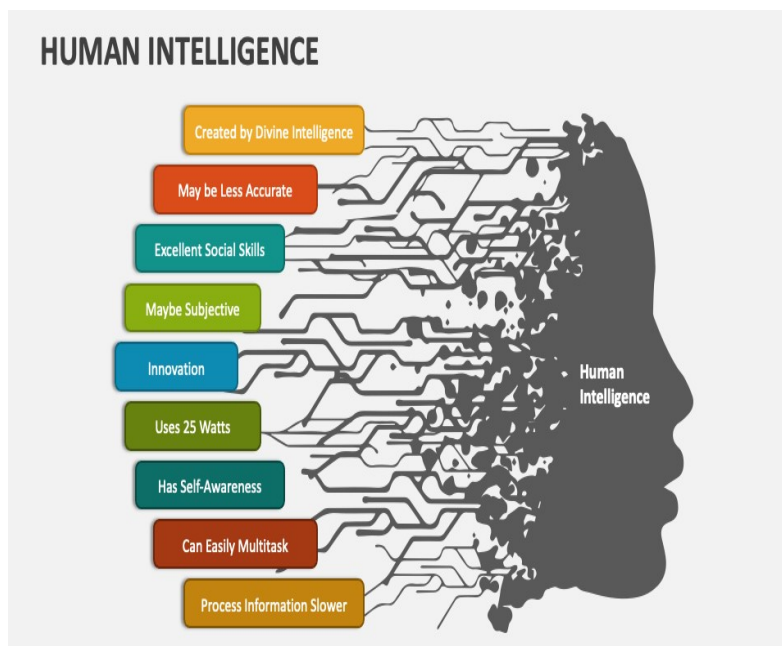 HUMAN INTELLIGENCE
Created by Divine Intelligence
May be Less Accurate
Excellent Social Skills
Maybe Subjective
Innovation
Uses 25 Watts
Has Self-Awareness
Can Easily Multitask
Process Information Slower
Human
Intelligence